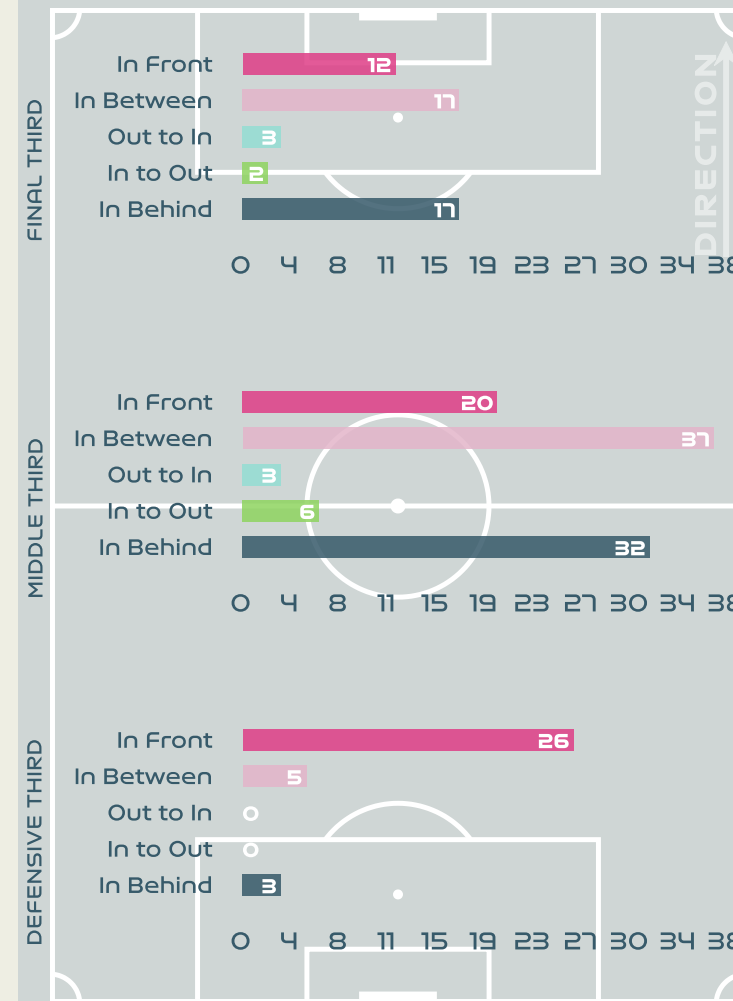 FINAL THIRD
In Front 12
In Between 17
Out to In 3
In to Out 2
In Behind 17
0 4 8 11 15 19 23 27 30 34 38
DIRECTION
MIDDLE THIRD
In Front 20
In Between 37
Out to In 3
In to Out 6
In Behind 32
0 4 8 11 15 19 23 27 30 34 38
DEFENSIVE THIRD
In Front 26
In Between 5
Out to In 0
In to Out 0
In Behind 3
0 4 8 11 15 19 23 27 30 34 38